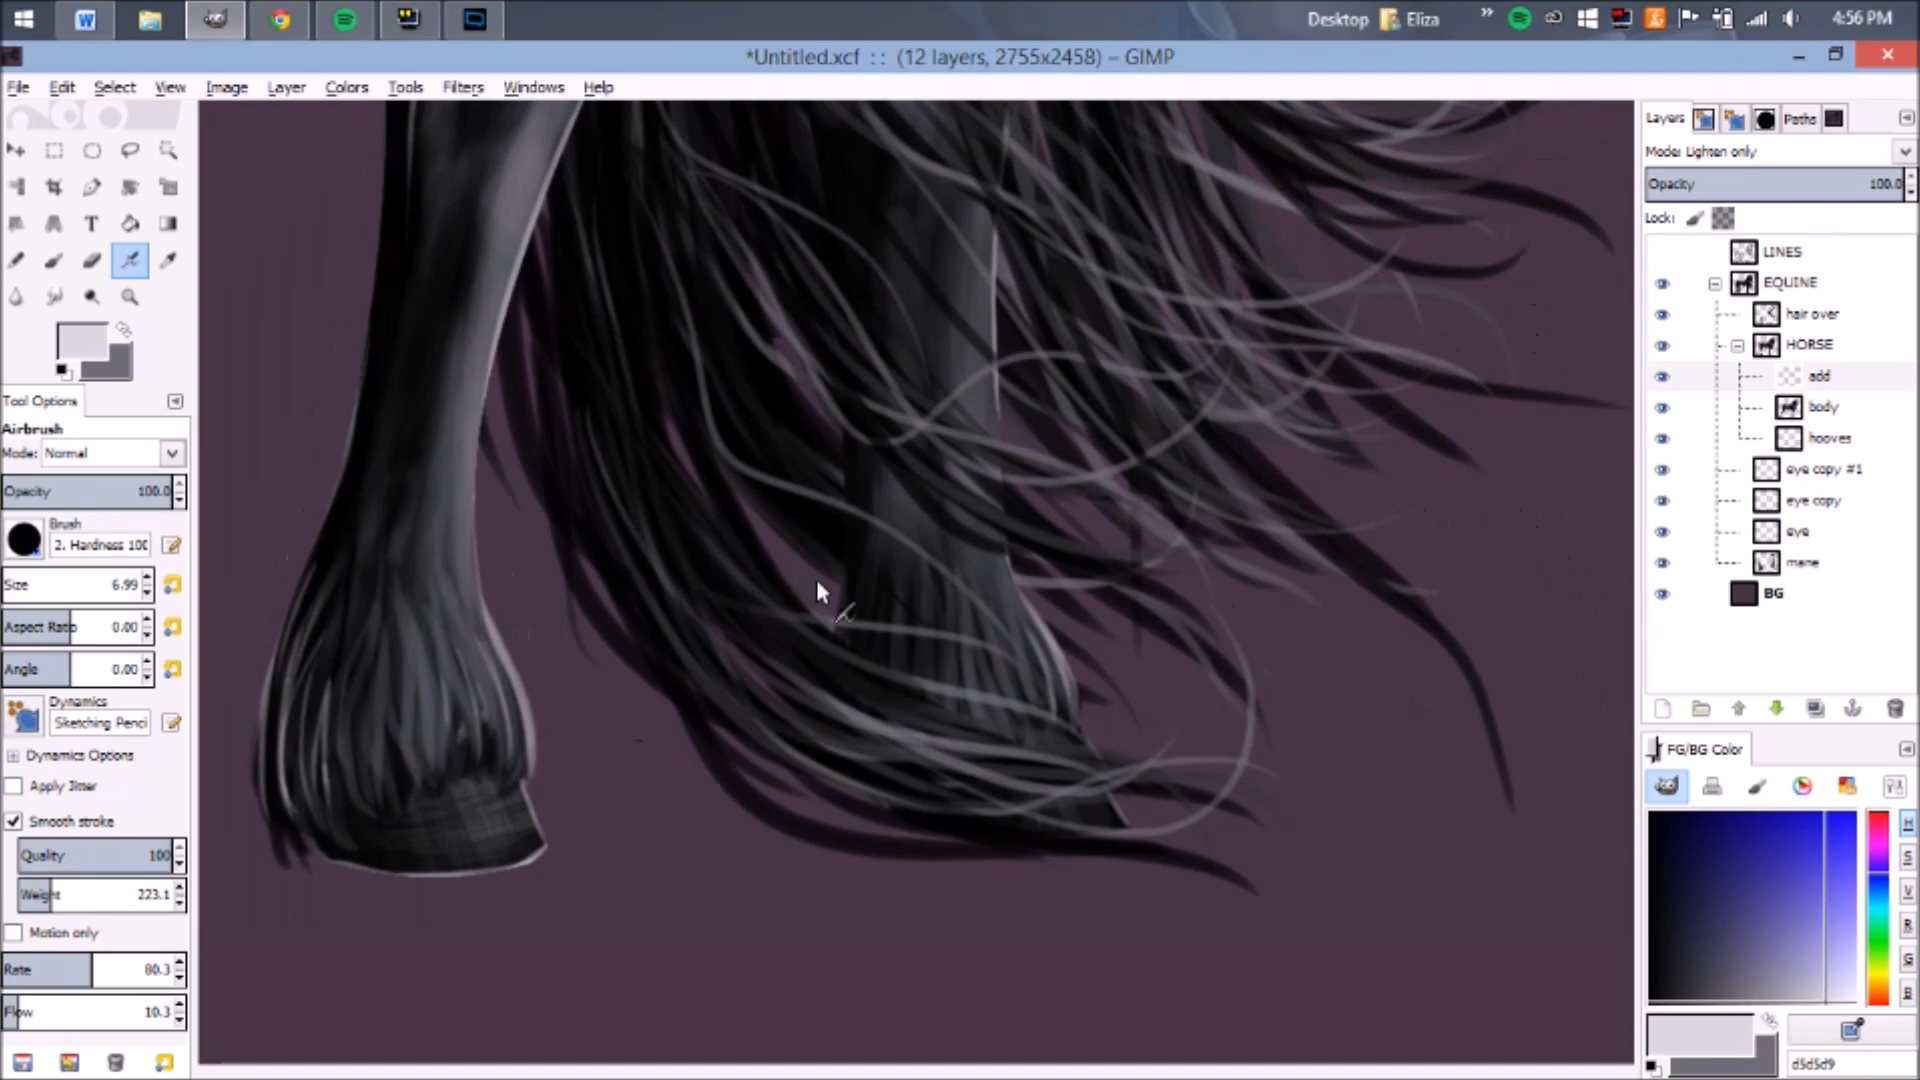 Desktop
Eliza
4:56 PM
*Untitled.xcf :: (12 layers, 2755x2458) – GIMP
File Edit Select View Image Layer Colors Tools Filters Windows Help
Tool Options
Airbrush
Mode: Normal
Opacity 100.0
Brush
2. Hardness 100
Size 6.99
Aspect Ratio 0.00
Angle 0.00
Dynamics
Sketching Penci
Dynamics Options
Apply Jitter
Smooth stroke
Quality 100
Weight 223.1
Motion only
Rate 80.3
Flow 10.3
Layers
Paths
Mode: Lighten only
Opacity 100.0
Lock:
LINES
EQUINE
hair over
HORSE
add
body
hooves
eye copy #1
eye copy
eye
mane
BG
FG/BG Color
H
S
V
R
G
B
d5d5d9